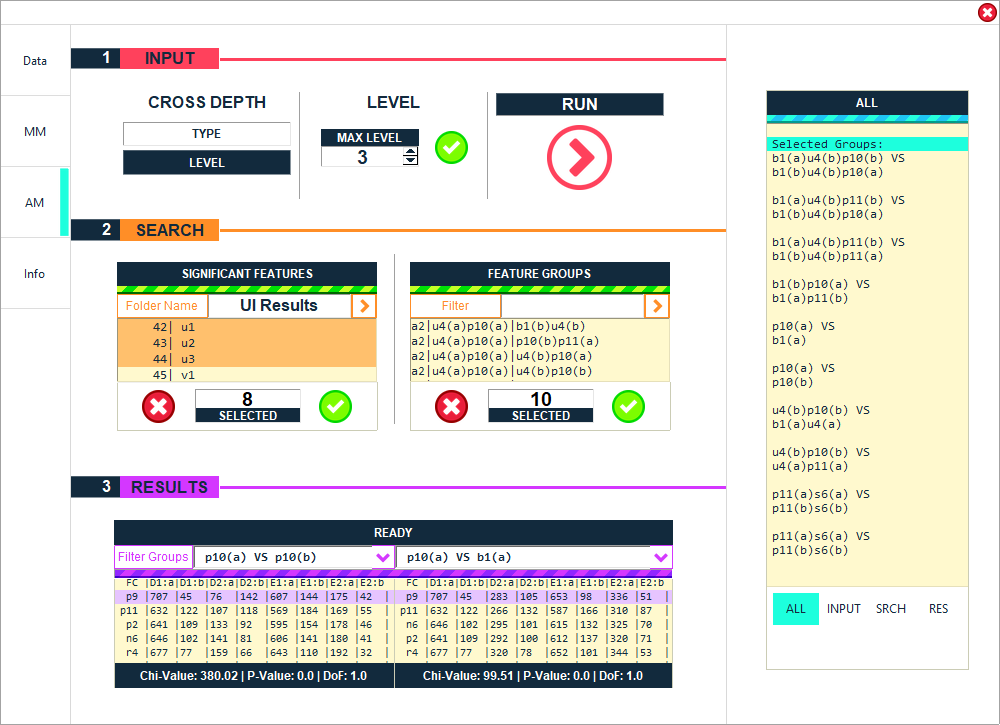 Data
MM
AM
Info
1 INPUT
CROSS DEPTH
TYPE
LEVEL
LEVEL
MAX LEVEL
3
RUN
2 SEARCH
SIGNIFICANT FEATURES
Folder Name UI Results
42| u1
43| u2
44| u3
45| v1
8
SELECTED
FEATURE GROUPS
Filter
a2|u4(a)p10(a)|b1(b)u4(b)
a2|u4(a)p10(a)|p10(b)p11(a)
a2|u4(a)p10(a)|u4(b)p10(a)
a2|u4(a)p10(a)|u4(b)p10(b)
10
SELECTED
3 RESULTS
READY
Filter Groups p10(a) VS p10(b) p10(a) VS b1(a)
FC |D1:a|D1:b|D2:a|D2:b|E1:a|E1:b|E2:a|E2:b
p9 |707 |45 |76 |142 |607 |144 |175 |42 |
p11 |632 |122 |107 |118 |569 |184 |169 |55 |
p2 |641 |109 |133 |92 |595 |154 |178 |46 |
n6 |646 |102 |141 |81 |606 |141 |180 |41 |
r4 |677 |77 |159 |66 |643 |110 |192 |32 |
Chi-Value: 380.02 | P-Value: 0.0 | DoF: 1.0
FC |D1:a|D1:b|D2:a|D2:b|E1:a|E1:b|E2:a|E2:b
p9 |707 |45 |283 |105 |653 |98 |336 |51 |
p11 |632 |122 |266 |132 |587 |166 |310 |87 |
n6 |646 |102 |295 |101 |615 |132 |325 |70 |
p2 |641 |109 |292 |100 |612 |137 |320 |71 |
r4 |677 |77 |320 |78 |652 |101 |344 |53 |
Chi-Value: 99.51 | P-Value: 0.0 | DoF: 1.0
ALL
Selected Groups:
b1(a)u4(b)p10(b) VS
b1(b)u4(b)p10(a)
b1(a)u4(b)p11(b) VS
b1(b)u4(b)p10(a)
b1(a)u4(b)p11(b) VS
b1(b)u4(b)p11(a)
b1(b)p10(a) VS
b1(a)p11(b)
p10(a) VS
b1(a)
p10(a) VS
p10(b)
u4(b)p10(b) VS
b1(a)u4(a)
u4(b)p10(b) VS
u4(a)p11(a)
p11(a)s6(a) VS
p11(b)s6(b)
p11(a)s6(a) VS
p11(b)s6(b)
ALL INPUT SRCH RES